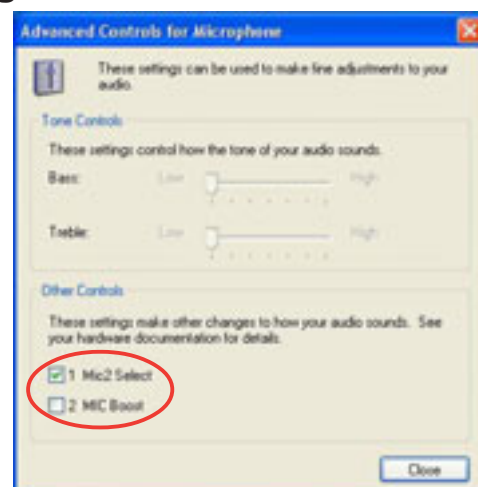 Advanced Controls for Microphone
These settings can be used to make fine adjustments to your
audio.
Tone Controls
These settings control how the tone of your audio sounds.
Bass: Low High
Treble: Low High
Other Controls
These settings make other changes to how your audio sounds. See
your hardware documentation for details.
1 Mic2 Select
2 MIC Boost
Close